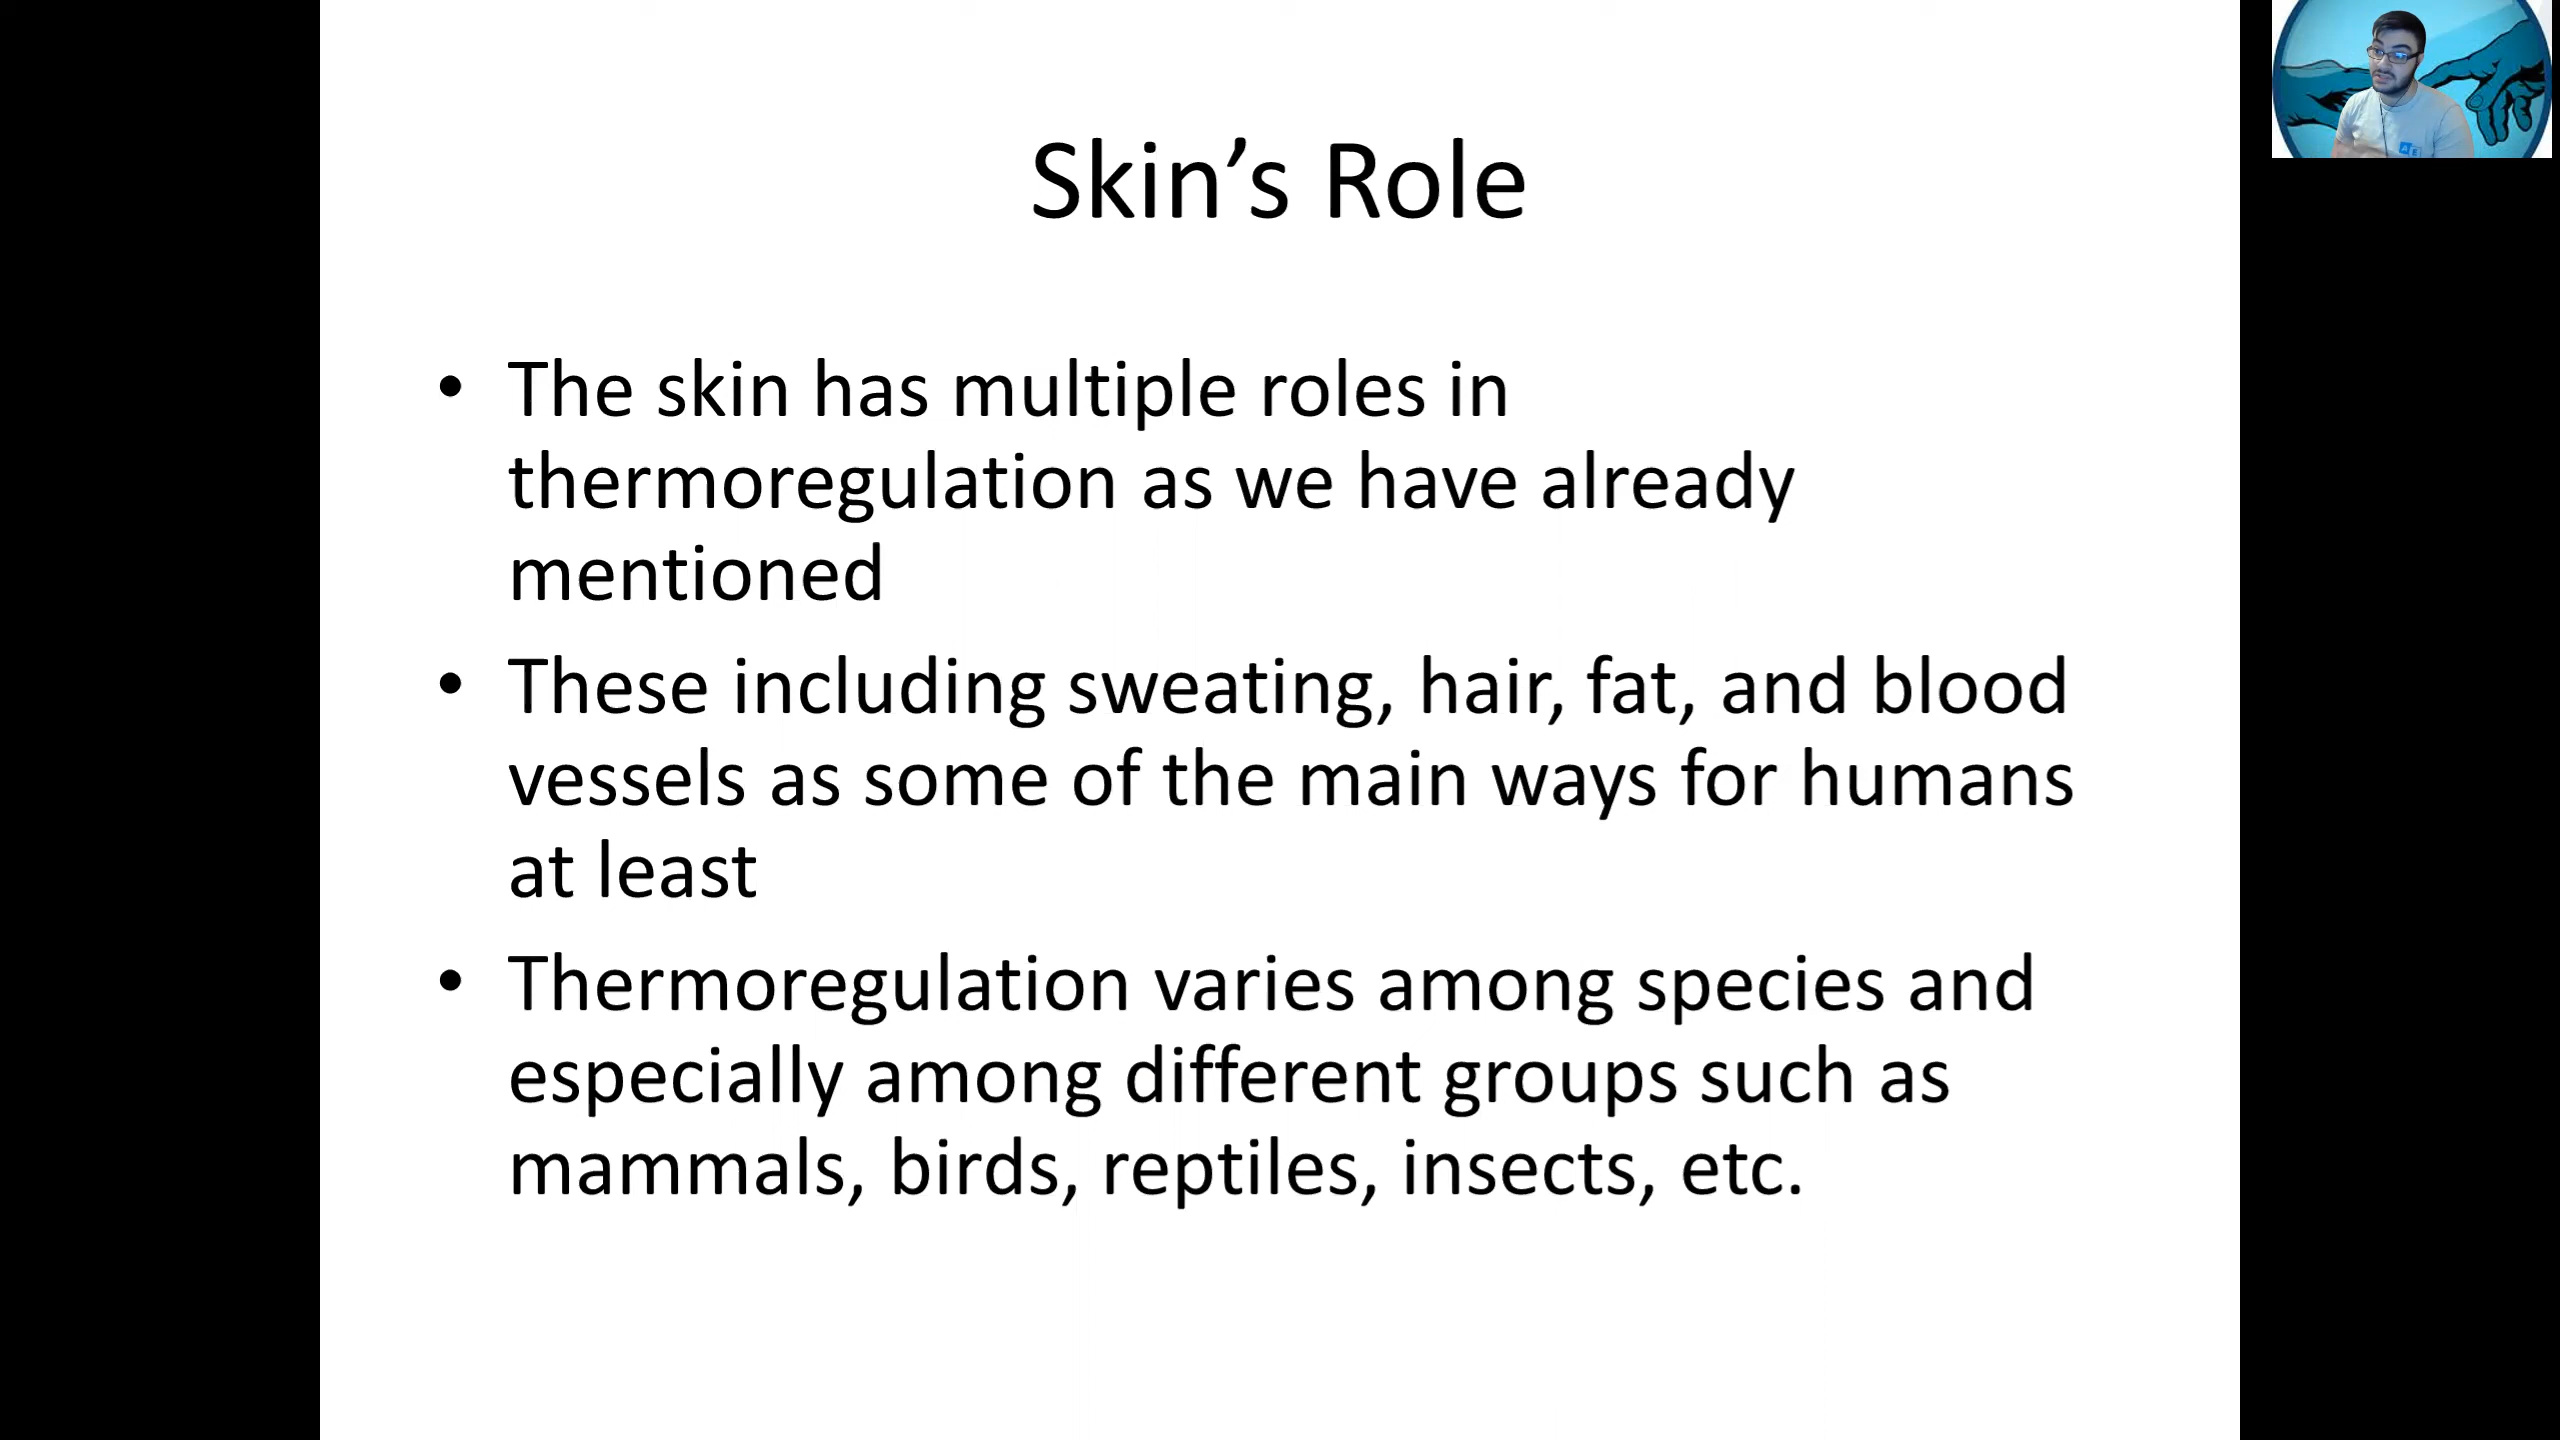 Skin’s Role
• The skin has multiple roles in
thermoregulation as we have already
mentioned
• These including sweating, hair, fat, and blood
vessels as some of the main ways for humans
at least
• Thermoregulation varies among species and
especially among different groups such as
mammals, birds, reptiles, insects, etc.